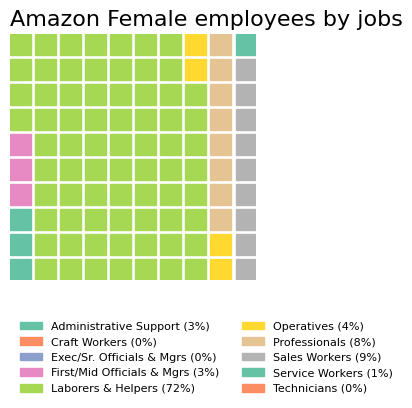 Amazon Female employees by jobs
Administrative Support (3%)
Craft Workers (0%)
Exec/Sr. Officials & Mgrs (0%)
First/Mid Officials & Mgrs (3%)
Laborers & Helpers (72%)
Operatives (4%)
Professionals (8%)
Sales Workers (9%)
Service Workers (1%)
Technicians (0%)